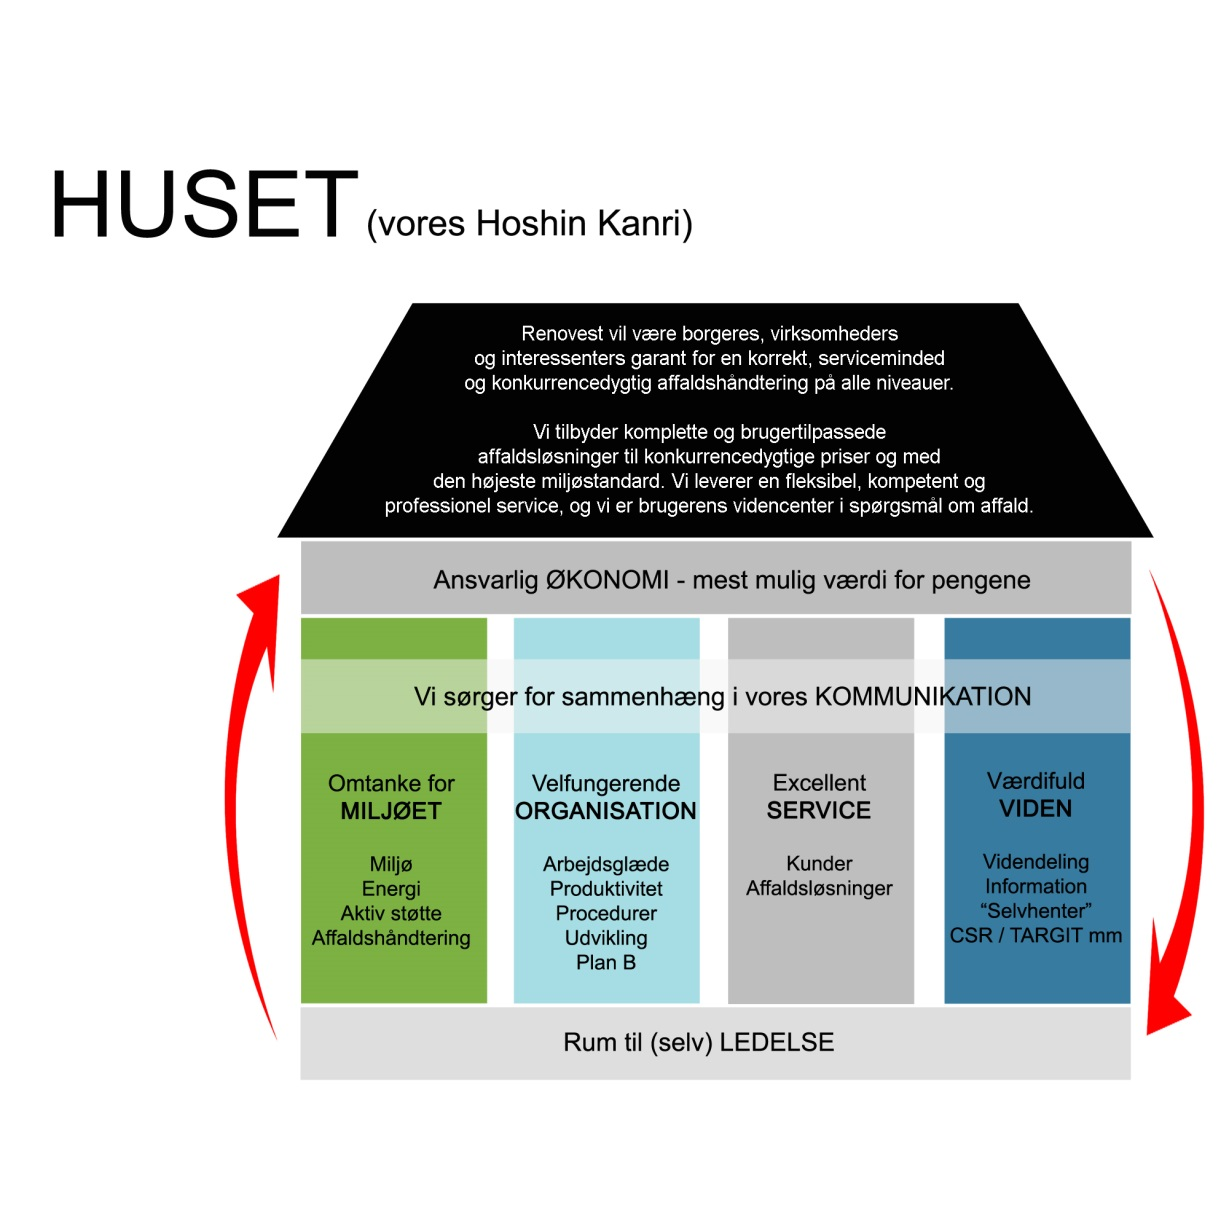 HUSET (vores Hoshin Kanri)
Renovest vil være borgeres, virksomheders
og interessenters garant for en korrekt, serviceminded
og konkurrencedygtig affaldshåndtering på alle niveauer.
Vi tilbyder komplette og brugertilpassede
affaldsløsninger til konkurrencedygtige priser og med
den højeste miljøstandard. Vi leverer en fleksibel, kompetent og
professionel service, og vi er brugerens videncenter i spørgsmål om affald.
Ansvarlig ØKONOMI - mest mulig værdi for pengene
Vi sørger for sammenhæng i vores KOMMUNIKATION
Omtanke for
MILJØET
Miljø
Energi
Aktiv støtte
Affaldshåndtering
Velfungerende
ORGANISATION
Arbejdsglæde
Produktivitet
Procedurer
Udvikling
Plan B
Excellent
SERVICE
Kunder
Affaldsløsninger
Værdifuld
VIDEN
Videndeling
Information
“Selvhenter”
CSR / TARGIT mm
Rum til (selv) LEDELSE